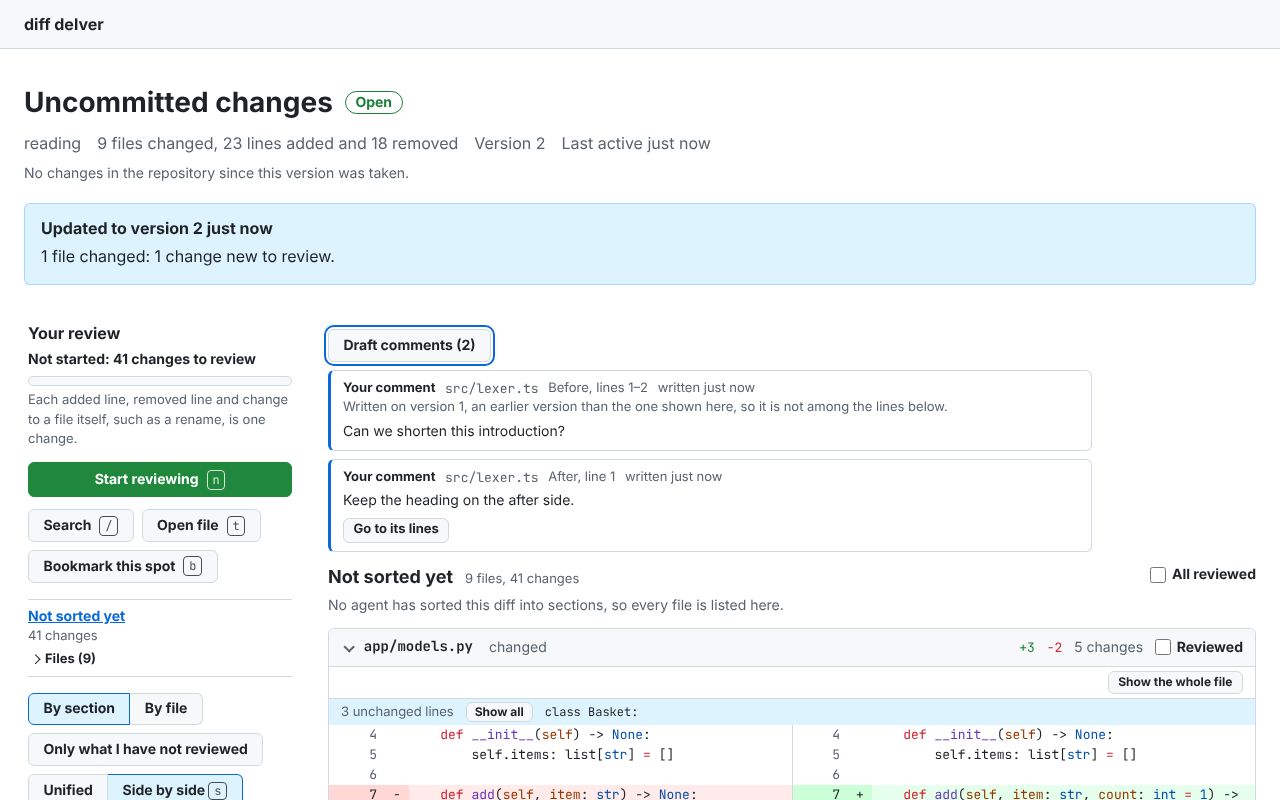 diff delver
Uncommitted changes Open
reading 9 files changed, 23 lines added and 18 removed Version 2 Last active just now
No changes in the repository since this version was taken.
Updated to version 2 just now
1 file changed: 1 change new to review.
Your review
Not started: 41 changes to review
Each added line, removed line and change
to a file itself, such as a rename, is one
change.
Start reviewing n
Search / Open file t
Bookmark this spot b
Not sorted yet
41 changes
Files (9)
By section By file
Only what I have not reviewed
Unified Side by side s
Draft comments (2)
Your comment src/lexer.ts Before, lines 1–2 written just now
Written on version 1, an earlier version than the one shown here, so it is not among the lines below.
Can we shorten this introduction?
Your comment src/lexer.ts After, line 1 written just now
Keep the heading on the after side.
Go to its lines
Not sorted yet 9 files, 41 changes All reviewed
No agent has sorted this diff into sections, so every file is listed here.
app/models.py changed +3 -2 5 changes Reviewed
Show the whole file
3 unchanged lines Show all class Basket:
4 def __init__(self) -> None: 4 def __init__(self) -> None:
5 self.items: list[str] = [] 5 self.items: list[str] = []
6 6
7 - def add(self, item: str) -> None: 7 + def add(self, item: str, count: int = 1) ->